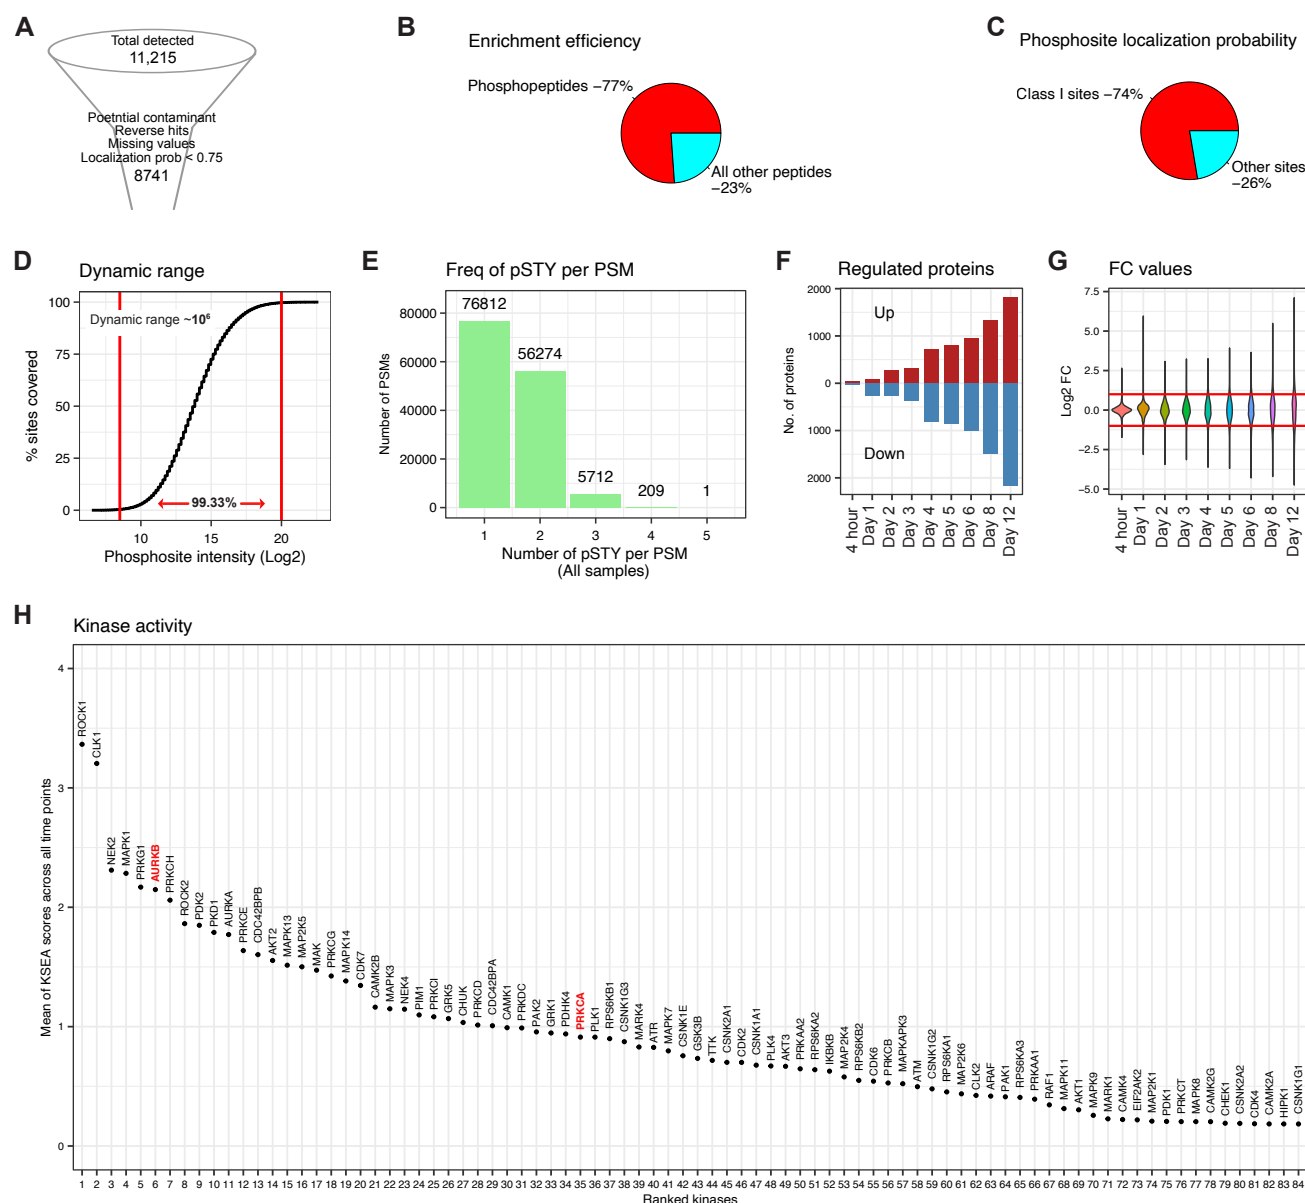 A
Total detected
11,215
Poetntial contaminant
Reverse hits
Missing values
Localization prob < 0.75
8741
B
Enrichment efficiency
Phosphopeptides −77%
All other peptides
−23%
C
Phosphosite localization probability
Class I sites −74%
Other sites
−26%
D
Dynamic range
% sites covered
100
75
50
25
0
Dynamic range ~10⁶
99.33%
10 15 20
Phosphosite intensity (Log2)
E
Freq of pSTY per PSM
Number of PSMs
80000
60000
40000
20000
0
76812
56274
5712
209
1
1 2 3 4 5
Number of pSTY per PSM
(All samples)
F
Regulated proteins
No. of proteins
2000
1000
0
1000
2000
Up
Down
4 hour
Day 1
Day 2
Day 3
Day 4
Day 5
Day 6
Day 8
Day 12
G
FC values
Log2 FC
7.5
5.0
2.5
0.0
−2.5
−5.0
4 hour
Day 1
Day 2
Day 3
Day 4
Day 5
Day 6
Day 8
Day 12
H
Kinase activity
Mean of KSEA scores across all time points
4
3
2
1
0
ROCK1
CLK1
NEK2
MAPK1
PRKG1
AURKB
PRKCH
ROCK2
PDK2
PKD1
AURKA
PRKCE
CDC42BPB
AKT2
MAPK13
MAP2K5
MAK
PRKCG
MAPK14
CDK7
CAMK2B
MAPK3
NEK4
PIM1
PRKCI
GRK5
CHUK
PRKCD
CDC42BPA
CAMK1
PRKDC
PAK2
GRK1
PDHK4
PRKCA
PLK1
RPS6KB1
CSNK1G3
MARK4
ATR
MAPK7
CSNK1E
GSK3B
TTK
CSNK2A1
CDK2
CSNK1A1
PLK4
AKT3
PRKAA2
RPS6KA2
IKBKB
MAP2K4
RPS6KB2
CDK6
PRKCB
MAPKAPK3
ATM
CSNK1G2
RPS6KA1
MAP2K6
CLK2
ARAF
PAK1
RPS6KA3
PRKAA1
RAF1
MAPK11
AKT1
MAPK9
MARK1
CAMK4
EIF2AK2
MAP2K1
PDK1
PRKCT
MAPK8
CAMK2G
CHEK1
CSNK2A2
CDK4
CAMK2A
HIPK1
CSNK1G1
1 2 3 4 5 6 7 8 9 10 11 12 13 14 15 16 17 18 19 20 21 22 23 24 25 26 27 28 29 30 31 32 33 34 35 36 37 38 39 40 41 42 43 44 45 46 47 48 49 50 51 52 53 54 55 56 57 58 59 60 61 62 63 64 65 66 67 68 69 70 71 72 73 74 75 76 77 78 79 80 81 82 83 84
Ranked kinases